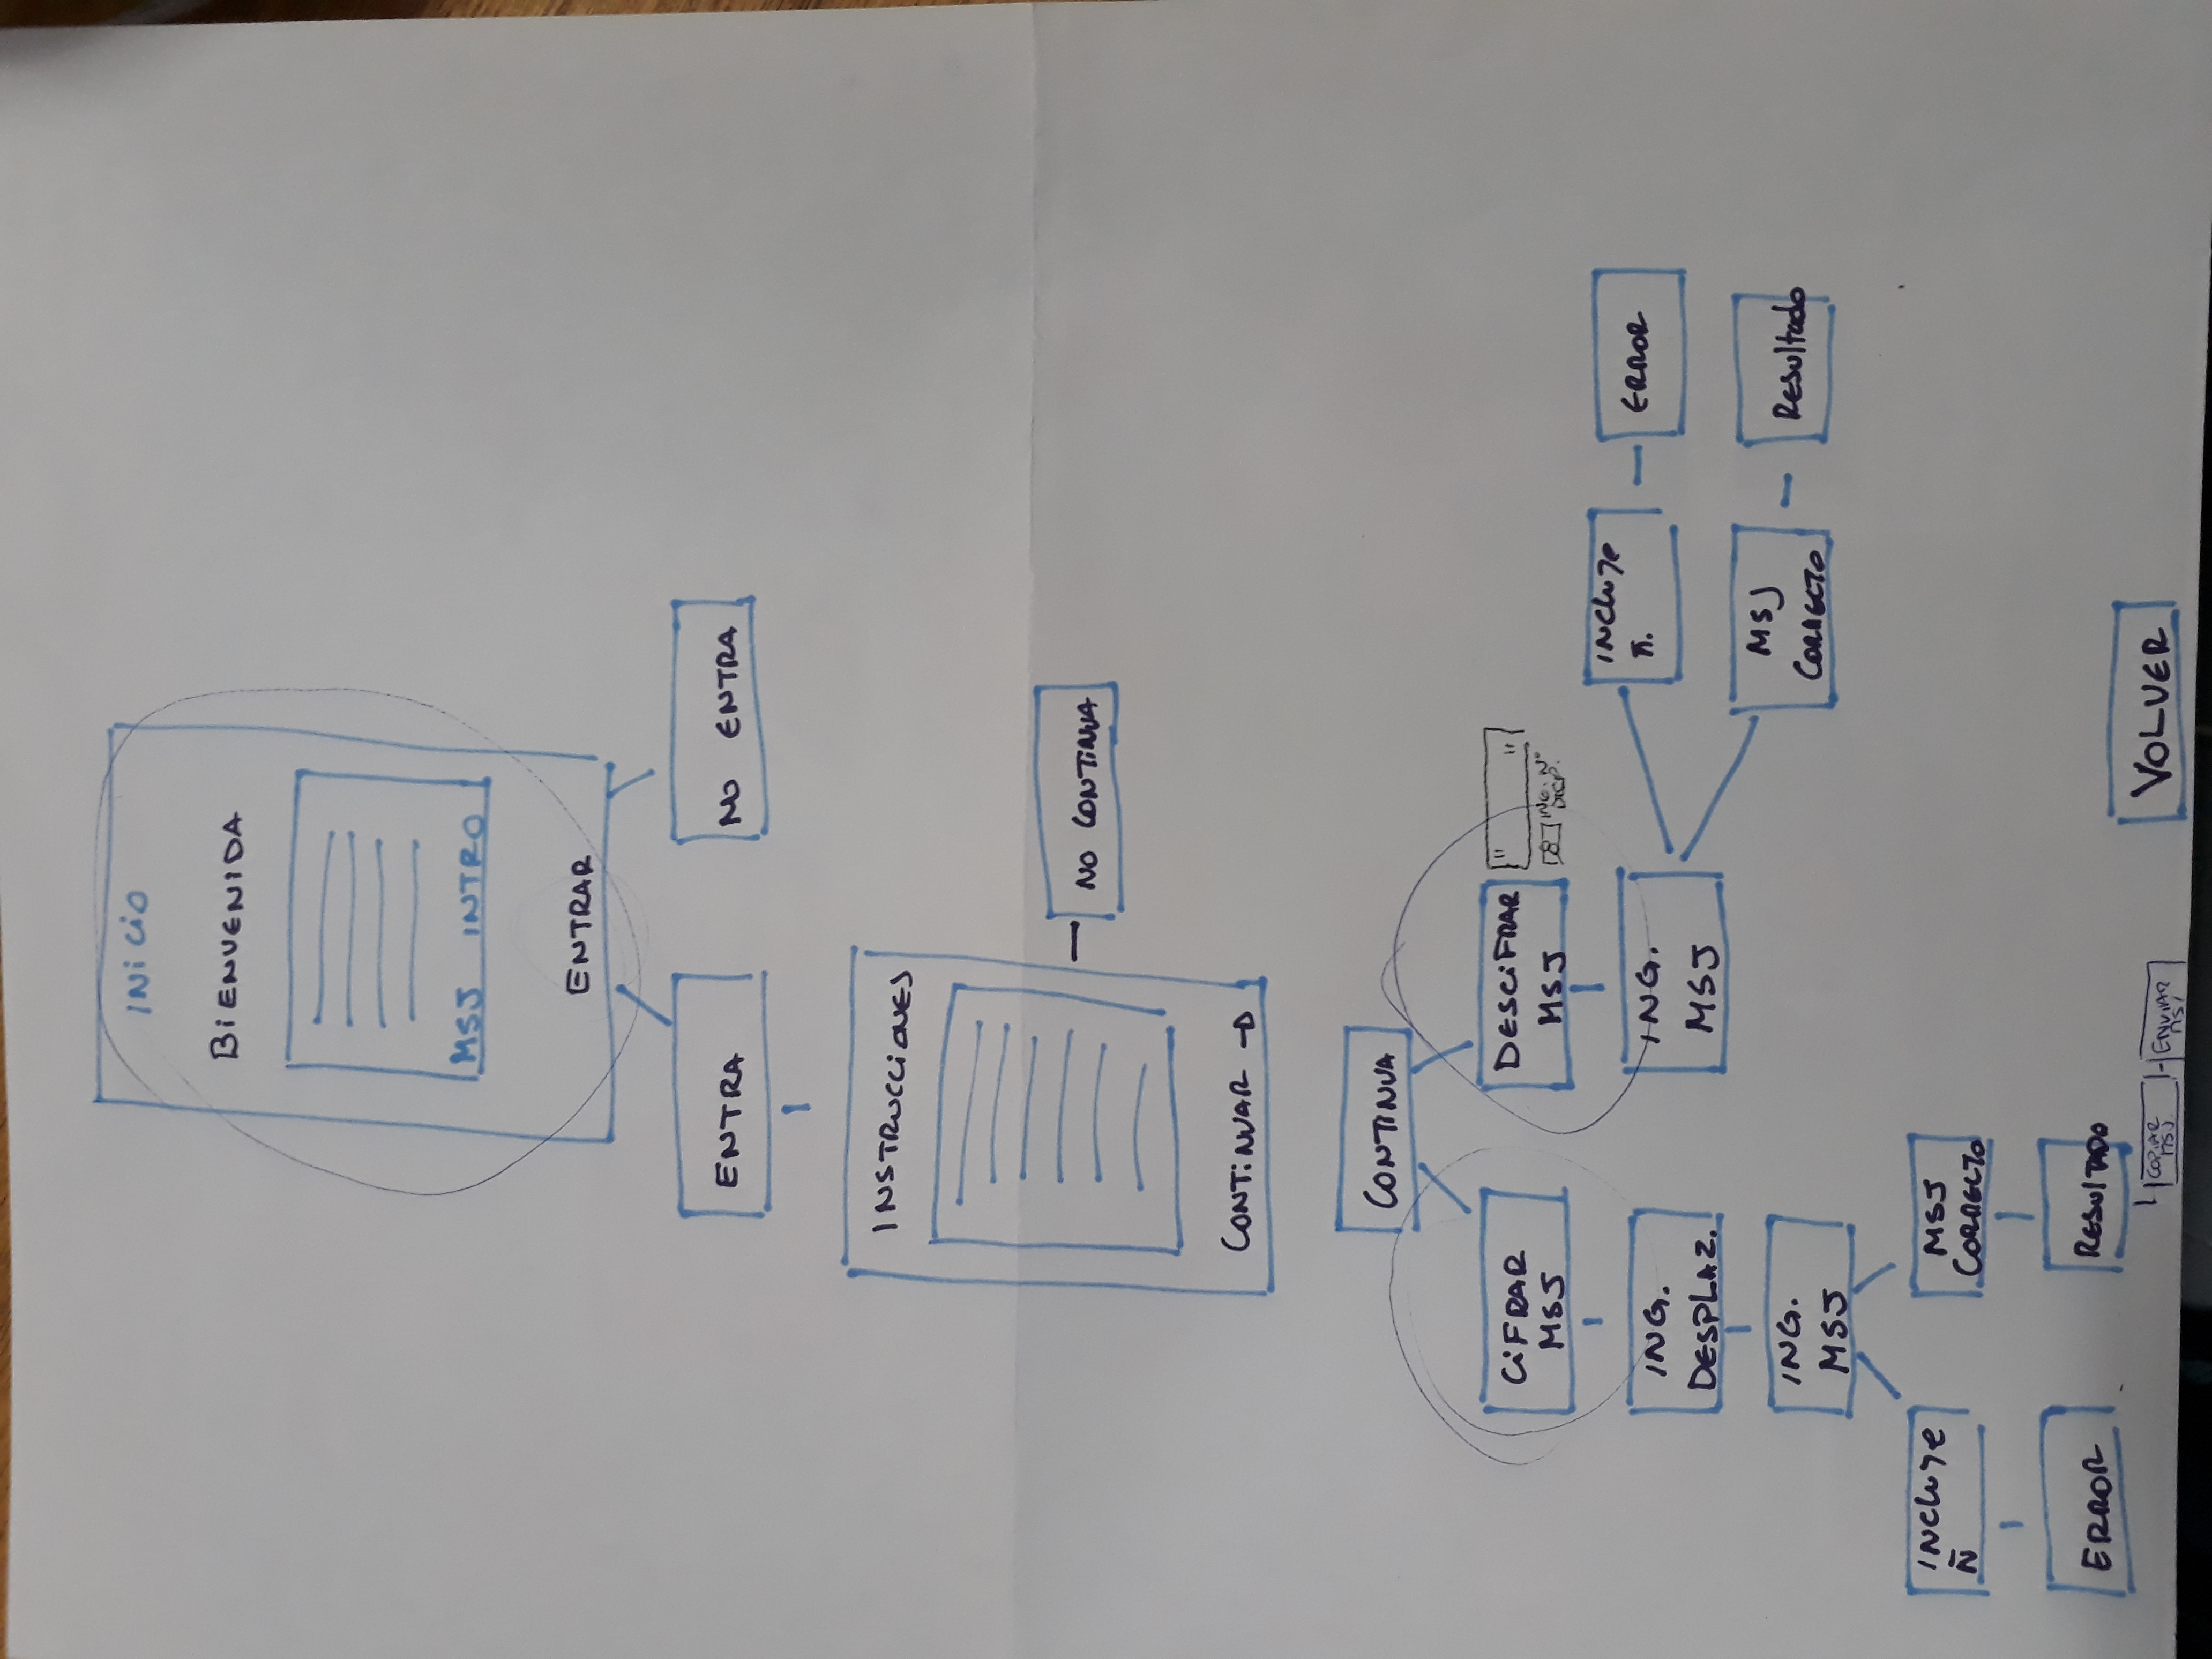 INICIO
BIENVENIDA
MSJ INTRO
ENTRAR
ENTRA
NO ENTRA
INSTRUCCIONES
NO CONTINUA
CONTINUAR
CONTINUA
CIFRAR
MSJ
DESCIFRAR
MSJ
" "
ING. Nº
ING.
DESPLAZ.
ING.
MSJ
Incluye
ñ.
ERROR
MSJ
CORRECTO
Resultado
ING.
MSJ
Incluye
Ñ
MSJ
CORRECTO
ERROR
RESULTADO
COPIAR
MSJ
ENVIAR
MSJ
VOLVER